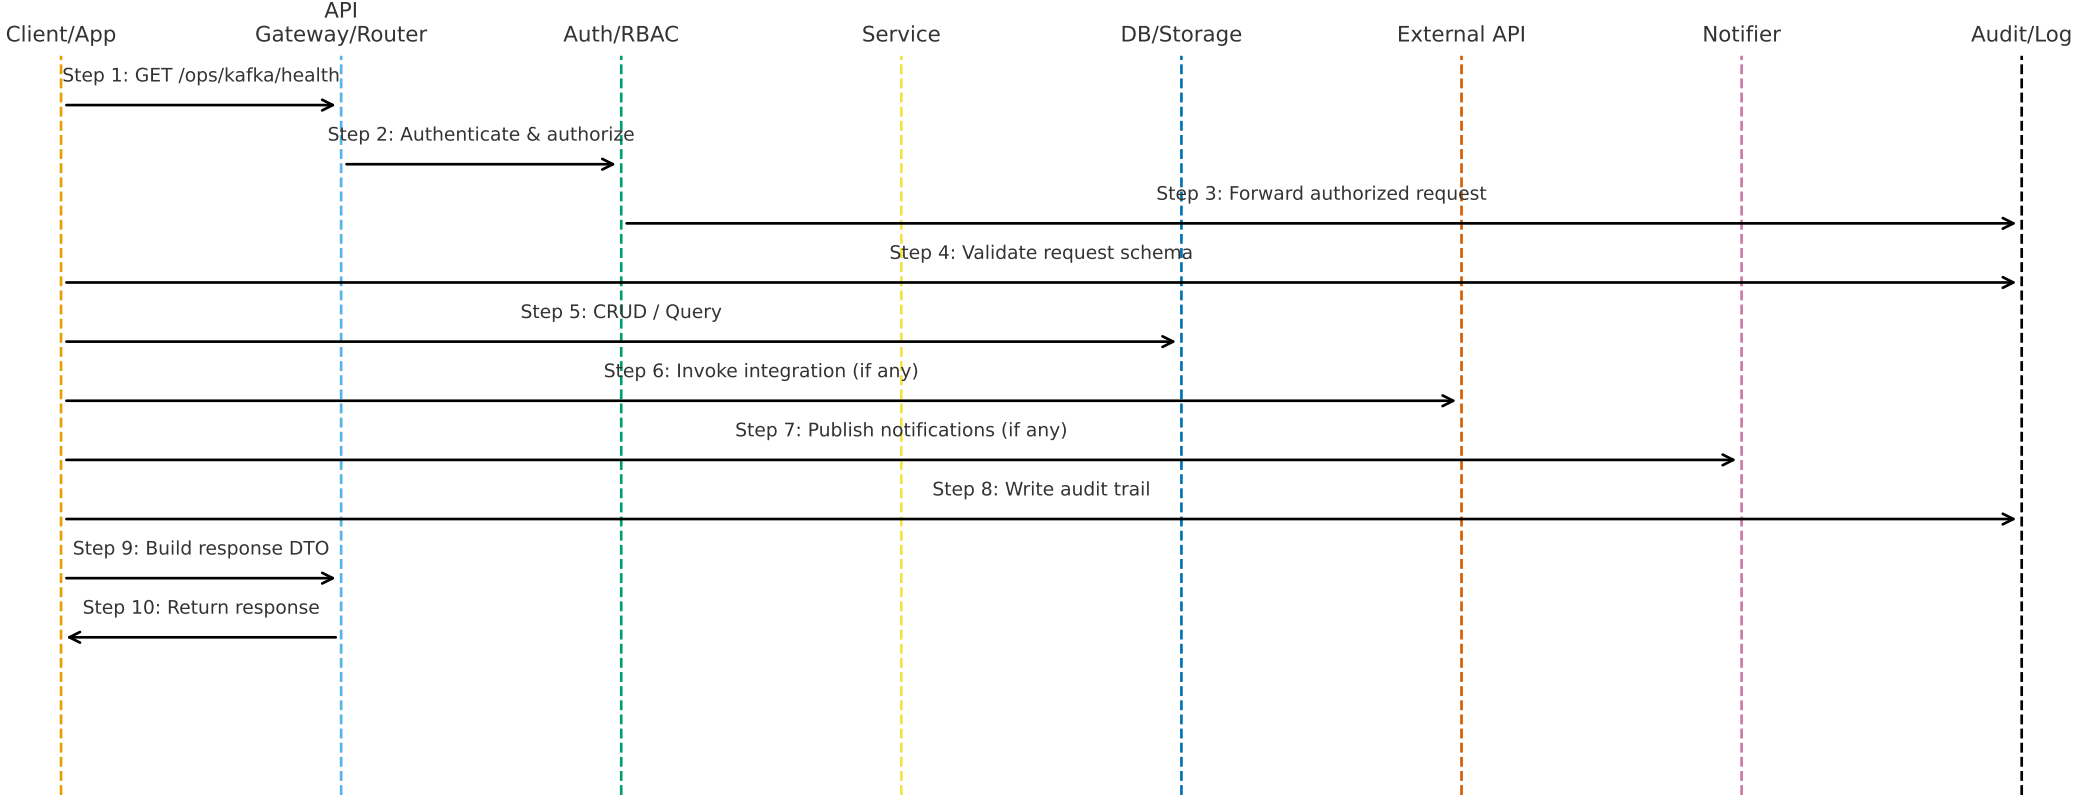 API
Client/App Gateway/Router Auth/RBAC Service DB/Storage External API Notifier Audit/Log
Step 1: GET /ops/kafka/health
Step 2: Authenticate & authorize
Step 3: Forward authorized request
Step 4: Validate request schema
Step 5: CRUD / Query
Step 6: Invoke integration (if any)
Step 7: Publish notifications (if any)
Step 8: Write audit trail
Step 9: Build response DTO
Step 10: Return response